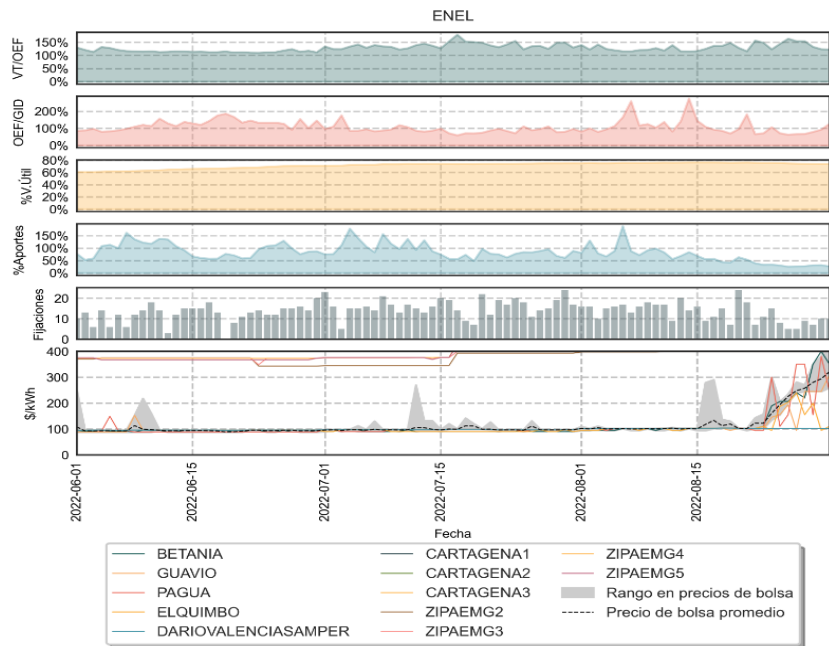 ENEL
VT/OEF
150%
100%
50%
0%
OEF/GID
200%
100%
0%
%V.Útil
80%
60%
40%
20%
0%
%Aportes
150%
100%
50%
0%
Fijaciones
20
10
0
$/kWh
400
300
200
100
0
2022-06-01
2022-06-15
2022-07-01
2022-07-15
2022-08-01
2022-08-15
Fecha
BETANIA
GUAVIO
PAGUA
ELQUIMBO
DARIOVALENCIASAMPER
CARTAGENA1
CARTAGENA2
CARTAGENA3
ZIPAEMG2
ZIPAEMG3
ZIPAEMG4
ZIPAEMG5
Rango en precios de bolsa
Precio de bolsa promedio